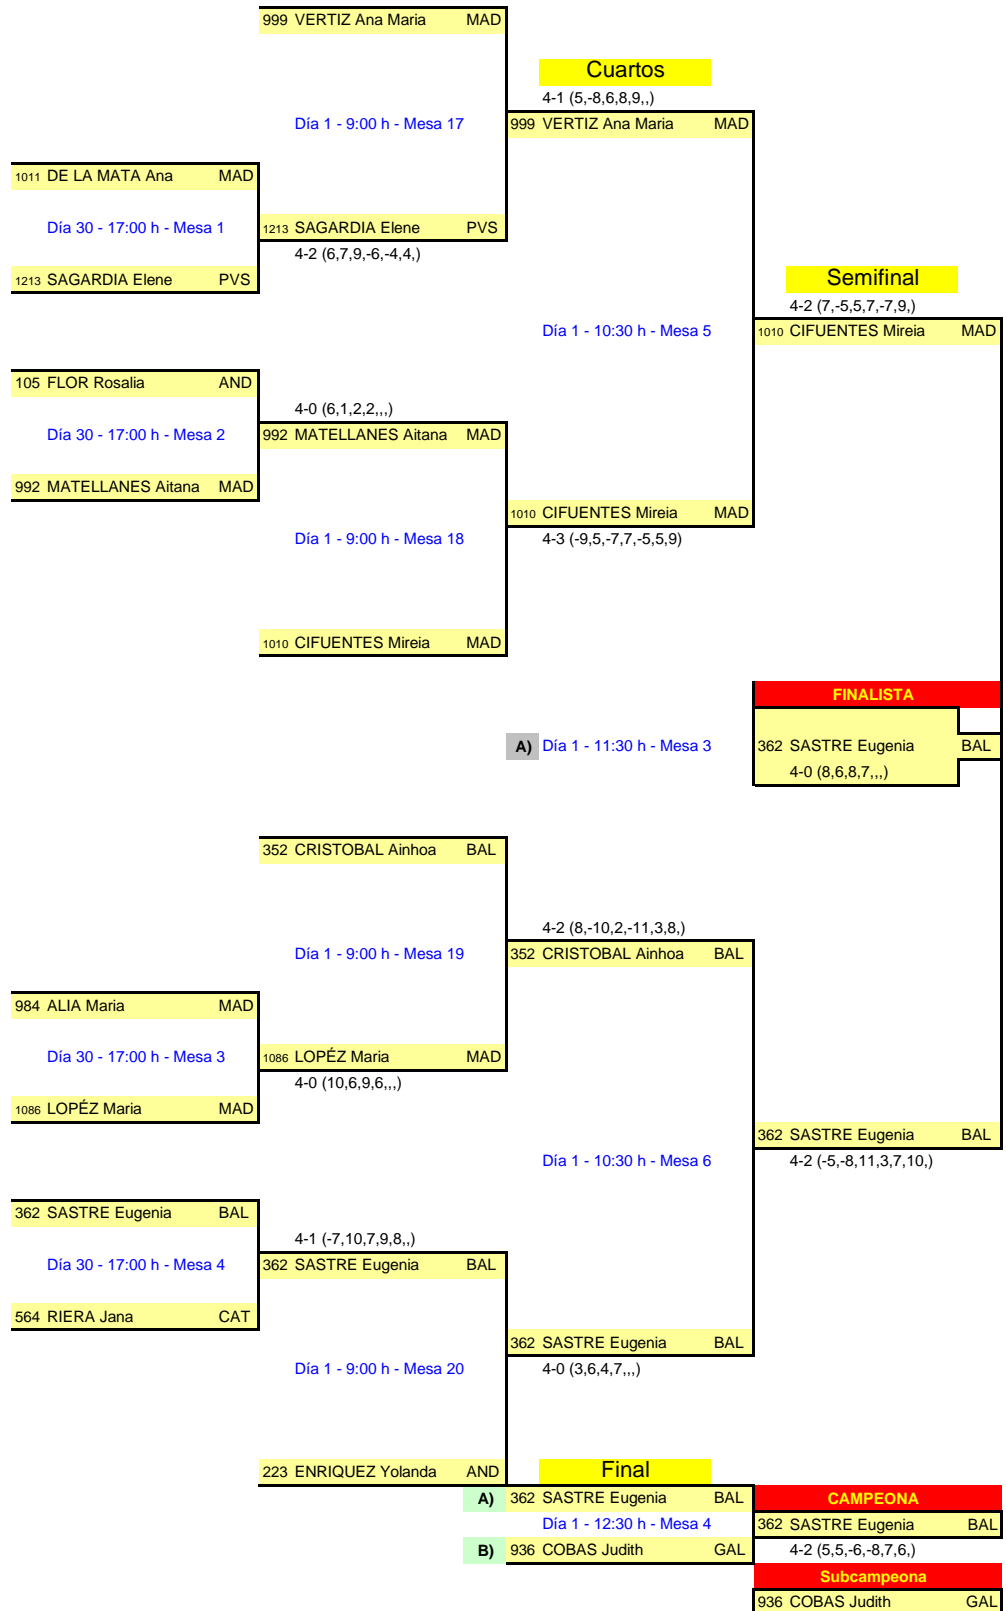 999 VERTIZ Ana Maria MAD
Cuartos
4-1 (5,-8,6,8,9,,)
Día 1 - 9:00 h - Mesa 17
999 VERTIZ Ana Maria MAD
1011 DE LA MATA Ana MAD
Día 30 - 17:00 h - Mesa 1
1213 SAGARDIA Elene PVS
4-2 (6,7,9,-6,-4,4,)
1213 SAGARDIA Elene PVS
Semifinal
4-2 (7,-5,5,7,-7,9,)
Día 1 - 10:30 h - Mesa 5
1010 CIFUENTES Mireia MAD
105 FLOR Rosalia AND
4-0 (6,1,2,2,,,)
Día 30 - 17:00 h - Mesa 2
992 MATELLANES Aitana MAD
992 MATELLANES Aitana MAD
1010 CIFUENTES Mireia MAD
Día 1 - 9:00 h - Mesa 18
4-3 (-9,5,-7,7,-5,5,9)
1010 CIFUENTES Mireia MAD
FINALISTA
A) Día 1 - 11:30 h - Mesa 3
362 SASTRE Eugenia BAL
4-0 (8,6,8,7,,,)
352 CRISTOBAL Ainhoa BAL
4-2 (8,-10,2,-11,3,8,)
Día 1 - 9:00 h - Mesa 19
352 CRISTOBAL Ainhoa BAL
984 ALIA Maria MAD
Día 30 - 17:00 h - Mesa 3
1086 LOPÉZ Maria MAD
4-0 (10,6,9,6,,,)
1086 LOPÉZ Maria MAD
362 SASTRE Eugenia BAL
Día 1 - 10:30 h - Mesa 6
4-2 (-5,-8,11,3,7,10,)
362 SASTRE Eugenia BAL
4-1 (-7,10,7,9,8,,)
Día 30 - 17:00 h - Mesa 4
362 SASTRE Eugenia BAL
564 RIERA Jana CAT
362 SASTRE Eugenia BAL
Día 1 - 9:00 h - Mesa 20
4-0 (3,6,4,7,,,)
223 ENRIQUEZ Yolanda AND
Final
A) 362 SASTRE Eugenia BAL
CAMPEONA
Día 1 - 12:30 h - Mesa 4
362 SASTRE Eugenia BAL
B) 936 COBAS Judith GAL
4-2 (5,5,-6,-8,7,6,)
Subcampeona
936 COBAS Judith GAL